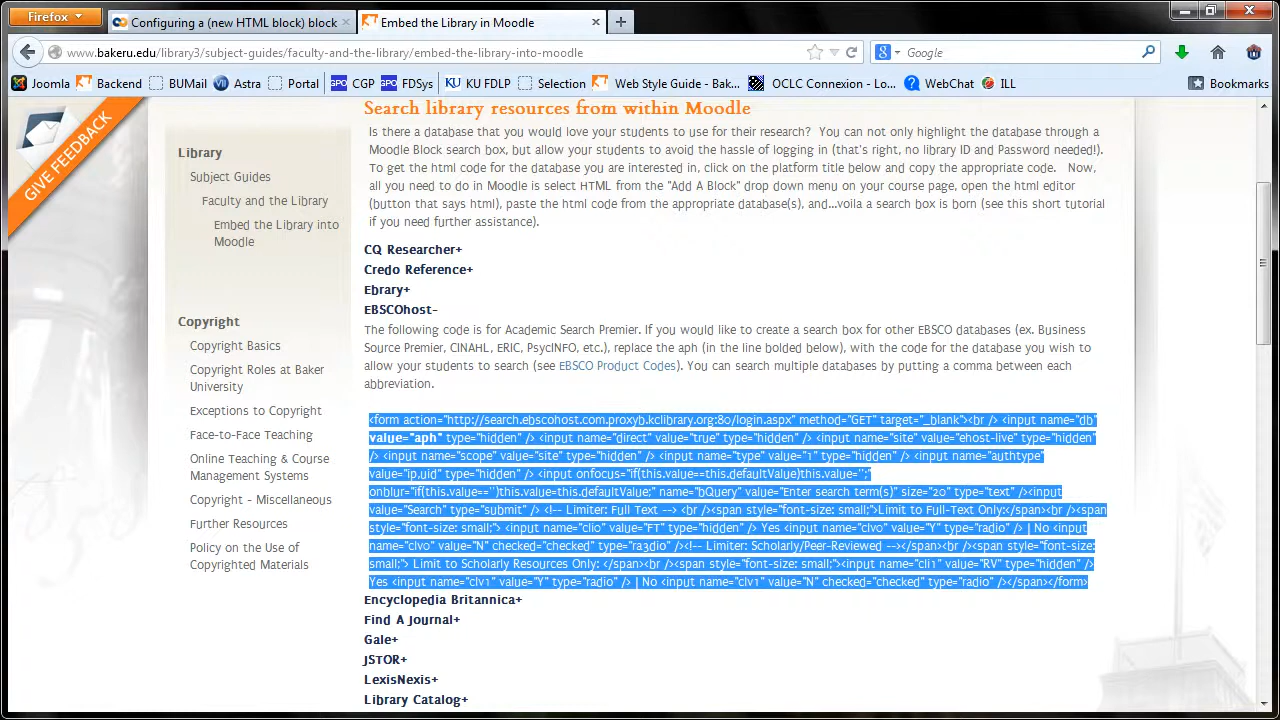 Firefox
Configuring a (new HTML block) block
Embed the Library in Moodle
www.bakeru.edu/library3/subject-guides/faculty-and-the-library/embed-the-library-into-moodle
Google
Joomla Backend BUMail Astra Portal CGP FDSys KU FDLP Selection Web Style Guide - Bak... OCLC Connexion - Lo... WebChat ILL Bookmarks
GIVE FEEDBACK
Library
Subject Guides
Faculty and the Library
Embed the Library into
Moodle
Copyright
Copyright Basics
Copyright Roles at Baker
University
Exceptions to Copyright
Face-to-Face Teaching
Online Teaching & Course
Management Systems
Copyright - Miscellaneous
Further Resources
Policy on the Use of
Copyrighted Materials
Search library resources from within Moodle
Is there a database that you would love your students to use for their research? You can not only highlight the database through a
Moodle Block search box, but allow your students to avoid the hassle of logging in (that's right, no library ID and Password needed!).
To get the html code for the database you are interested in, click on the platform title below and copy the appropriate code. Now,
all you need to do in Moodle is select HTML from the "Add A Block" drop down menu on your course page, open the html editor
(button that says html), paste the html code from the appropriate database(s), and...voila a search box is born (see this short tutorial
if you need further assistance).
CQ Researcher+
Credo Reference+
Ebrary+
EBSCOhost-
The following code is for Academic Search Premier. If you would like to create a search box for other EBSCO databases (ex. Business
Source Premier, CINAHL, ERIC, PsycINFO, etc.), replace the aph (in the line bolded below), with the code for the database you wish to
allow your students to search (see EBSCO Product Codes). You can search multiple databases by putting a comma between each
abbreviation.
<form action="http://search.ebscohost.com.proxyb.kclibrary.org:80/login.aspx" method="GET" target="_blank"><br /> <input name="db"
value="aph" type="hidden" /> <input name="direct" value="true" type="hidden" /> <input name="site" value="ehost-live" type="hidden"
/> <input name="scope" value="site" type="hidden" /> <input name="type" value="1" type="hidden" /> <input name="authtype"
value="ip,uid" type="hidden" /> <input onfocus="if(this.value==this.defaultValue)this.value='';"
onblur="if(this.value=='')this.value=this.defaultValue;" name="bQuery" value="Enter search term(s)" size="20" type="text" /><input
value="Search" type="submit" /> <!-- Limiter: Full Text --> <br /><span style="font-size: small;">Limit to Full-Text Only:</span><br /><span
style="font-size: small;"> <input name="cli0" value="FT" type="hidden" /> Yes <input name="clv0" value="Y" type="radio" /> | No <input
name="clv0" value="N" checked="checked" type="ra3dio" /><!-- Limiter: Scholarly/Peer-Reviewed --></span><br /><span style="font-size:
small;"> Limit to Scholarly Resources Only: </span><br /><span style="font-size: small;"><input name="cli1" value="RV" type="hidden" />
Yes <input name="clv1" value="Y" type="radio" /> | No <input name="clv1" value="N" checked="checked" type="radio" /></span></form>
Encyclopedia Britannica+
Find A Journal+
Gale+
JSTOR+
LexisNexis+
Library Catalog+